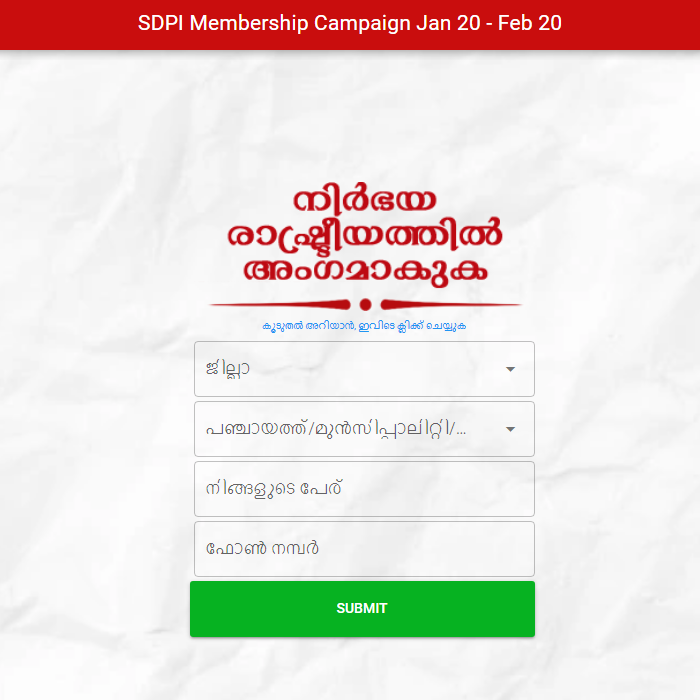 SDPI Membership Campaign Jan 20 - Feb 20
നിർഭയ
രാഷ്ട്രീയത്തിൽ
അംഗമാകുക
കൂടുതൽ അറിയാൻ, ഇവിടെ ക്ലിക്ക് ചെയ്യുക
ജില്ലാ
പഞ്ചായത്ത്/മുൻസിപ്പാലിറ്റി/...
നിങ്ങളുടെ പേര്
ഫോൺ നമ്പർ
SUBMIT